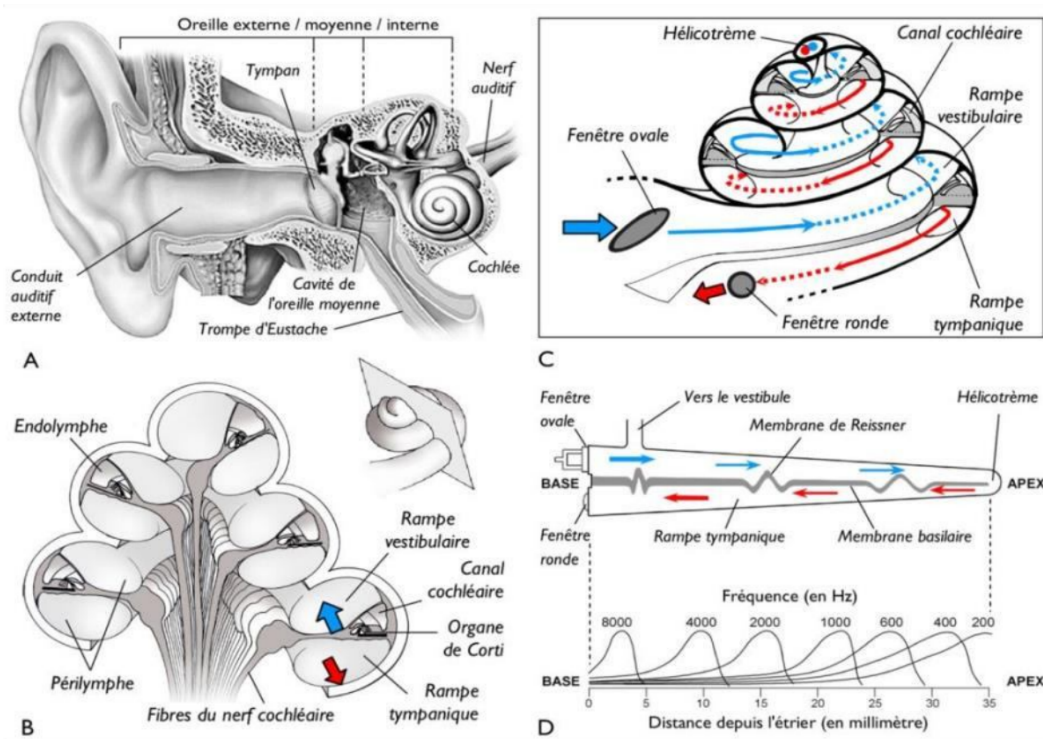 Oreille externe / moyenne / interne
Tympan
Nerf
auditif
Conduit
auditif
externe
Cavité de
l'oreille moyenne
Trompe d'Eustache
Cochlée
A
Hélicotrème
Canal cochléaire
Rampe
vestibulaire
Fenêtre ovale
Fenêtre ronde
Rampe
tympanique
C
Endolymphe
Rampe
vestibulaire
Canal
cochléaire
Organe
de Corti
Périlymphe
Fibres du nerf cochléaire
Rampe
tympanique
B
Fenêtre
ovale
Vers le vestibule
Membrane de Reissner
Hélicotrème
BASE
APEX
Fenêtre
ronde
Rampe tympanique
Membrane basilaire
Fréquence (en Hz)
8000 4000 2000 1000 600 400 200
BASE
APEX
0 5 10 15 20 25 30 35
Distance depuis l'étrier (en millimètre)
D